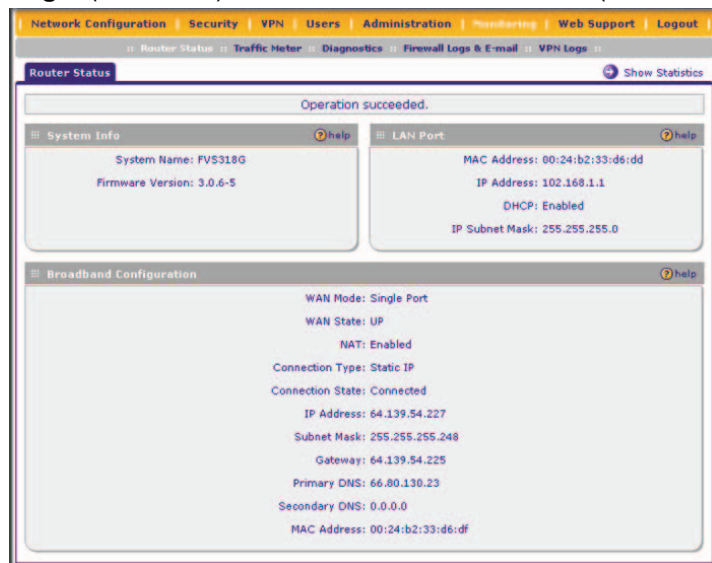 Network Configuration | Security | VPN | Users | Administration | Monitoring | Web Support | Logout
:: Router Status :: Traffic Meter :: Diagnostics :: Firewall Logs & E-mail :: VPN Logs ::
Router Status
Show Statistics
Operation succeeded.
System Info
help
System Name: FVS318G
Firmware Version: 3.0.6-5
LAN Port
help
MAC Address: 00:24:b2:33:d6:dd
IP Address: 102.168.1.1
DHCP: Enabled
IP Subnet Mask: 255.255.255.0
Broadband Configuration
help
WAN Mode: Single Port
WAN State: UP
NAT: Enabled
Connection Type: Static IP
Connection State: Connected
IP Address: 64.139.54.227
Subnet Mask: 255.255.255.248
Gateway: 64.139.54.225
Primary DNS: 66.80.130.23
Secondary DNS: 0.0.0.0
MAC Address: 00:24:b2:33:d6:df